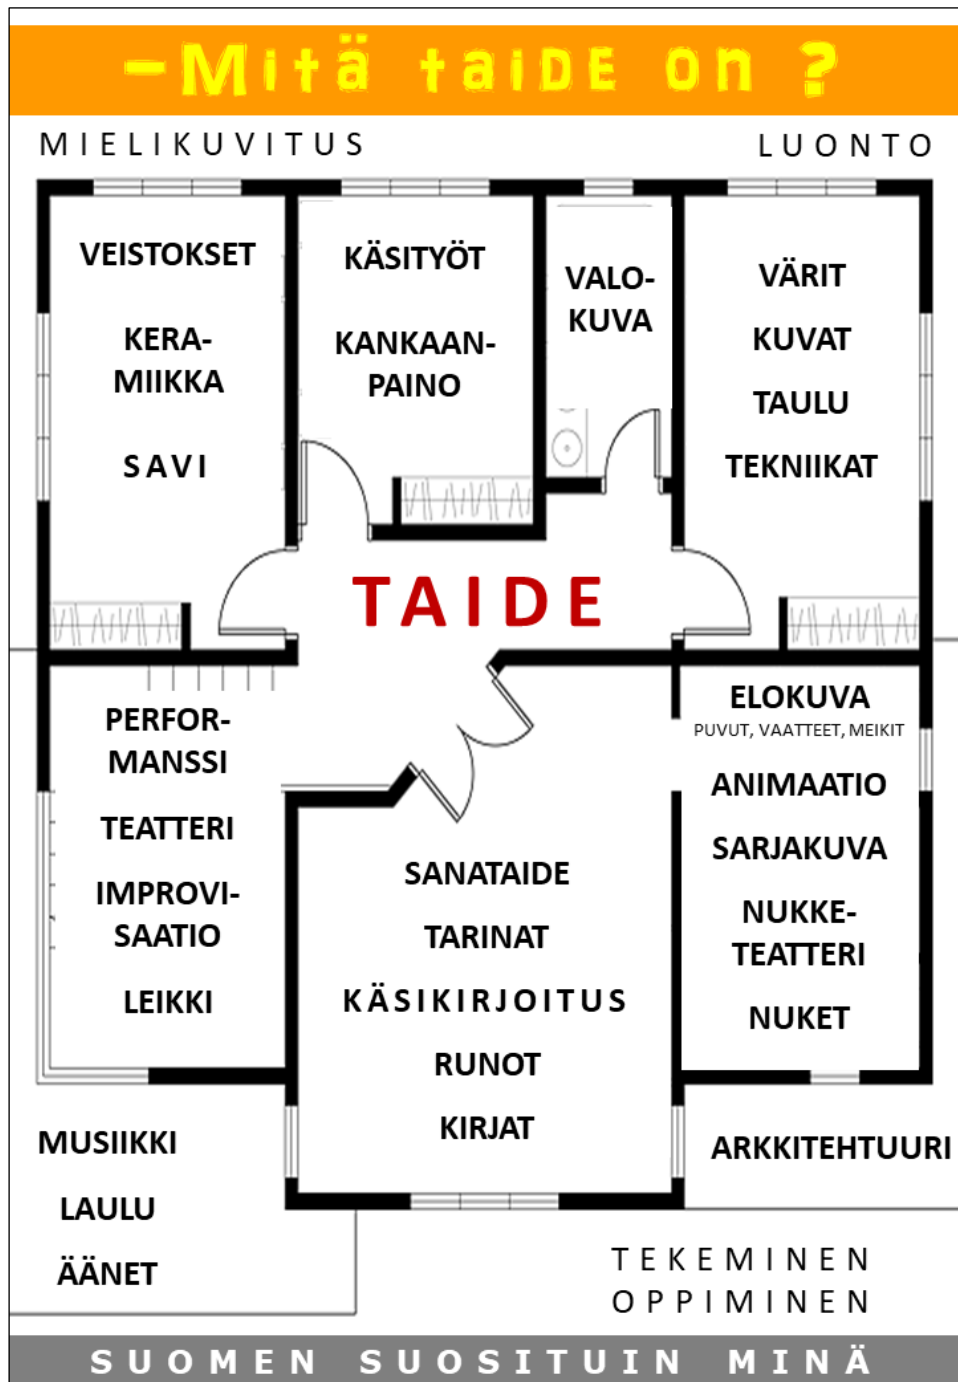 -Mitä taide on ?
MIELIKUVITUS
LUONTO
VEISTOKSET
KERA-
MIIKKA
SAVI
KÄSITYÖT
KANKAAN-
PAINO
VALO-
KUVA
VÄRIT
KUVAT
TAULU
TEKNIIKAT
TAIDE
PERFOR-
MANSSI
TEATTERI
IMPROVI-
SAATIO
LEIKKI
SANATAIDE
TARINAT
KÄSIKIRJOITUS
RUNOT
KIRJAT
ELOKUVA
PUVUT, VAATTEET, MEIKIT
ANIMAATIO
SARJAKUVA
NUKKE-
TEATTERI
NUKET
MUSIIKKI
LAULU
ÄÄNET
ARKKITEHTUURI
TEKEMINEN
OPPIMINEN
SUOMEN SUOSITUIN MINÄ